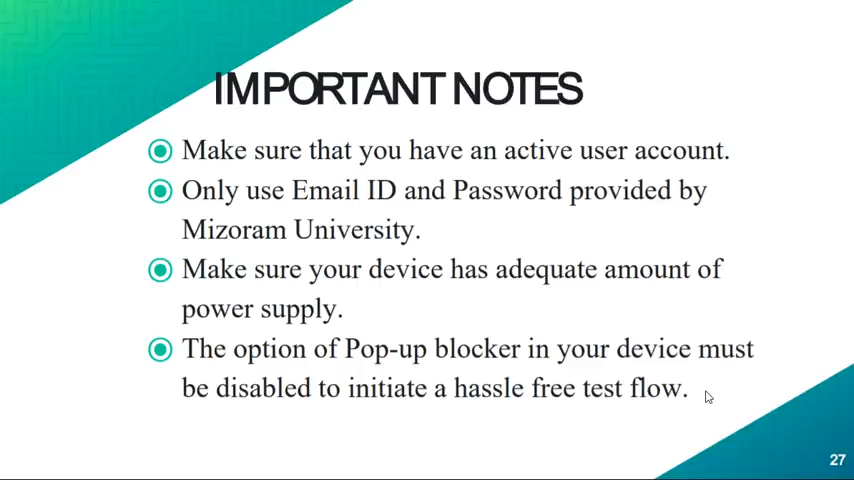 IMPORTANT NOTES
Make sure that you have an active user account.
Only use Email ID and Password provided by
Mizoram University.
Make sure your device has adequate amount of
power supply.
The option of Pop-up blocker in your device must
be disabled to initiate a hassle free test flow.
27